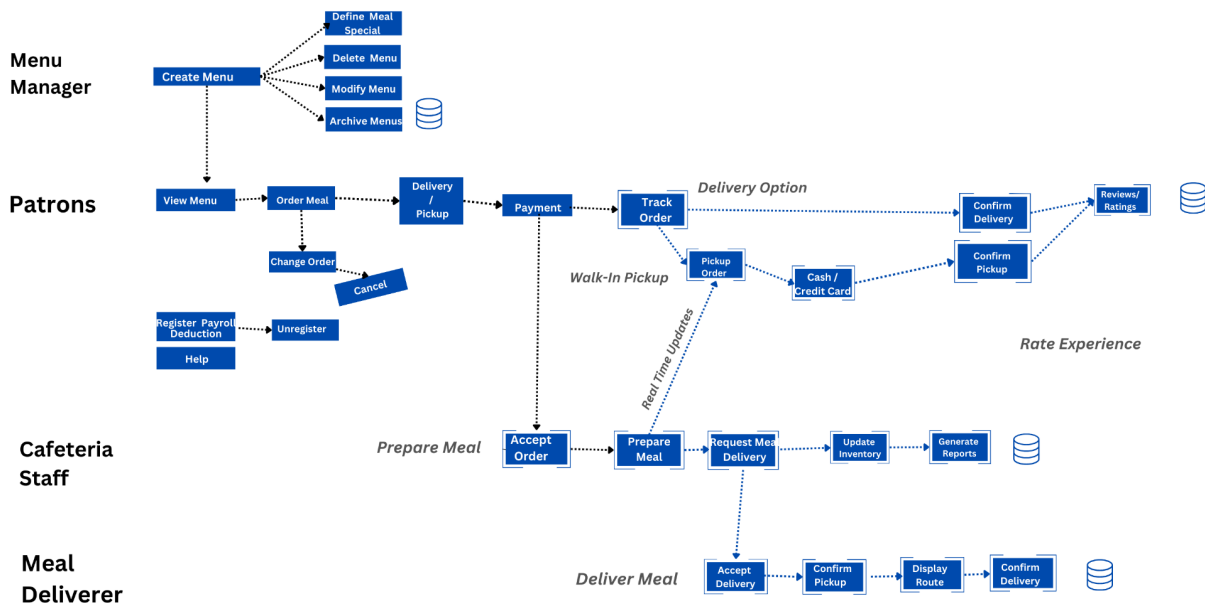 Menu
Manager
Define Meal
Special
Create Menu
Delete Menu
Modify Menu
Archive Menus
Patrons
View Menu
Order Meal
Delivery
/
Pickup
Payment
Track
Order
Delivery Option
Confirm
Delivery
Reviews/
Ratings
Change Order
Cancel
Walk-In Pickup
Pickup
Order
Cash /
Credit Card
Confirm
Pickup
Register Payroll
Deduction
Unregister
Help
Real Time Updates
Rate Experience
Cafeteria
Staff
Prepare Meal
Accept
Order
Prepare
Meal
Request Meal
Delivery
Update
Inventory
Generate
Reports
Meal
Deliverer
Deliver Meal
Accept
Delivery
Confirm
Pickup
Display
Route
Confirm
Delivery